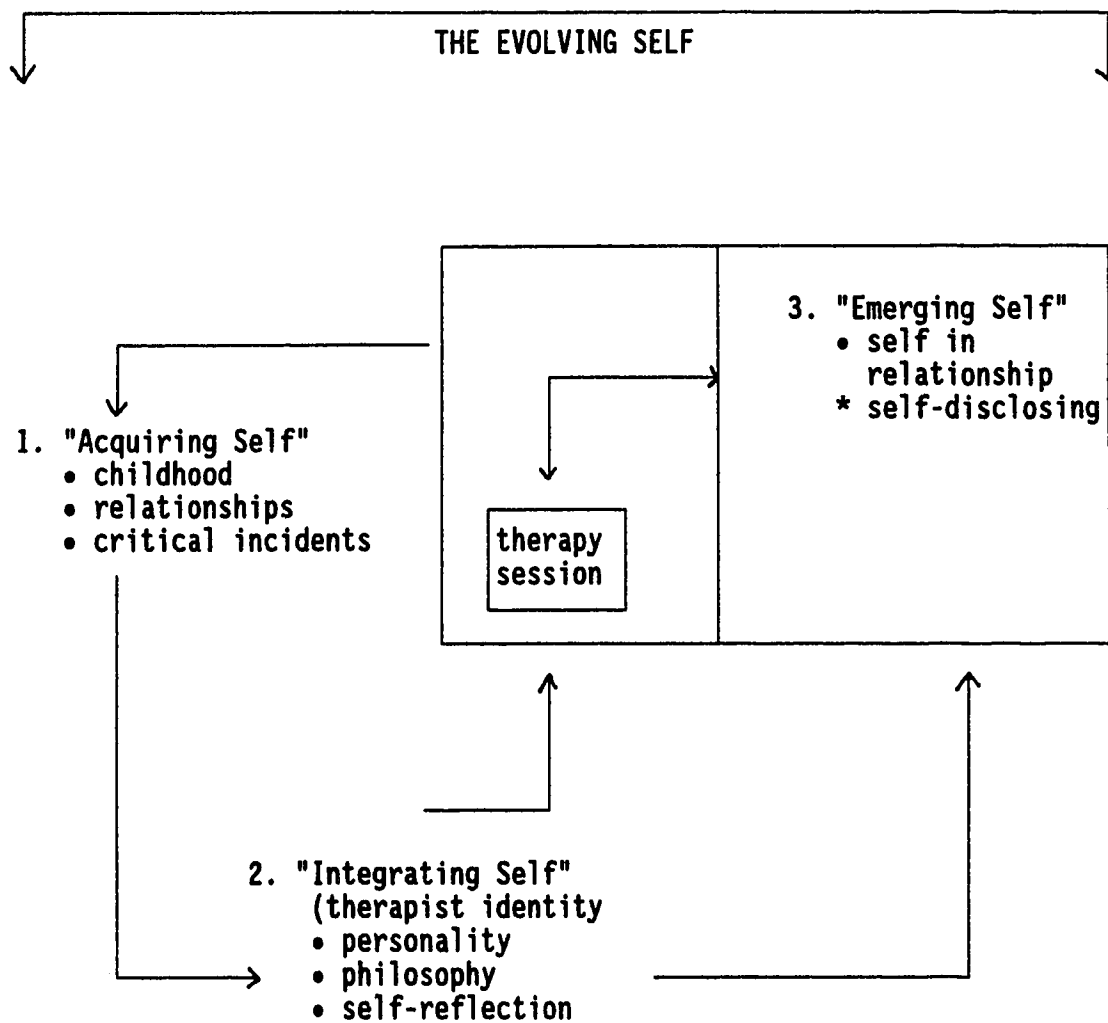 THE EVOLVING SELF
3. "Emerging Self"
• self in
relationship
* self-disclosing
1. "Acquiring Self"
• childhood
• relationships
• critical incidents
therapy
session
2. "Integrating Self"
(therapist identity
• personality
• philosophy
• self-reflection